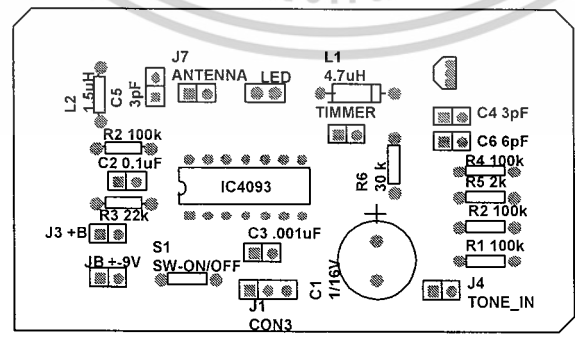 J7
ANTENNA
LED
L1
4.7uH
TIMMER
L2
1.5uH
C5
3pF
C4 3pF
C6 6pF
R2 100k
C2 0.1uF
R3 22k
IC4093
R6
30 k
R4 100k
R5 2k
R2 100k
R1 100k
J3 +B
JB +-9V
S1
SW-ON/OFF
C3 .001uF
J1
CON3
C1
1/16V
+
J4
TONE_IN